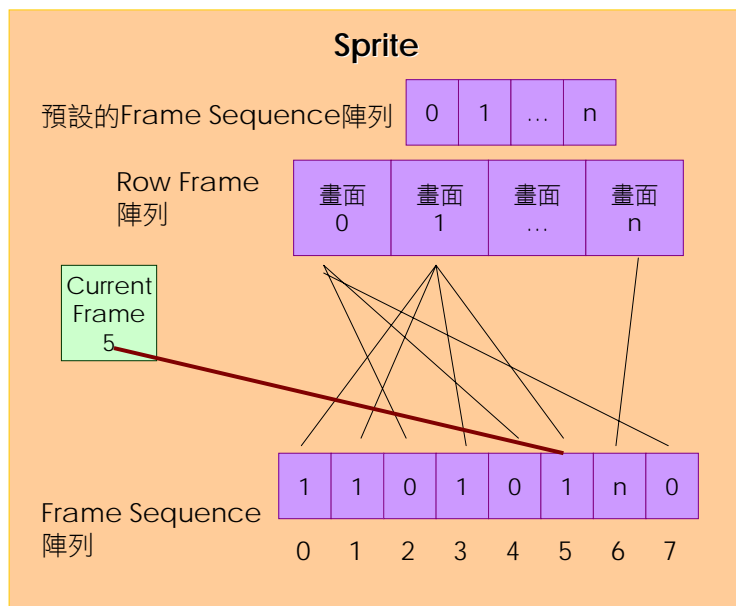 Sprite
預設的Frame Sequence陣列
0 1 ... n
Row Frame
陣列
畫面 畫面 畫面 畫面
0 1 ... n
Current
Frame
5
1 1 0 1 0 1 n 0
Frame Sequence
陣列
0 1 2 3 4 5 6 7